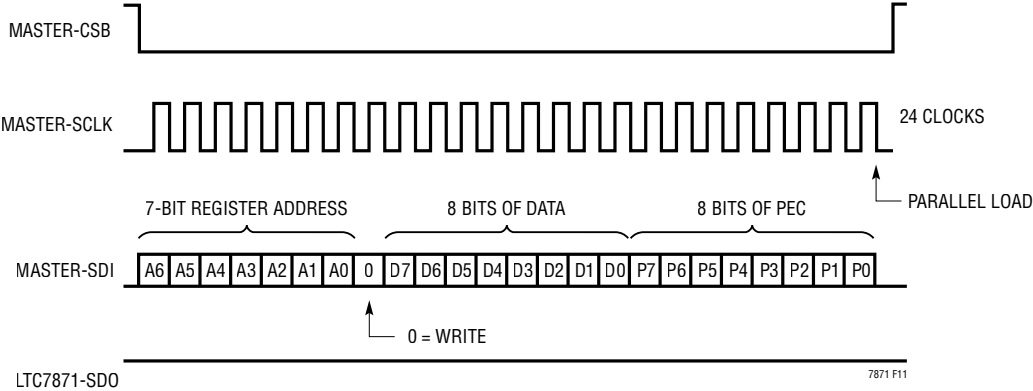 MASTER-CSB
MASTER-SCLK
24 CLOCKS
PARALLEL LOAD
7-BIT REGISTER ADDRESS 8 BITS OF DATA 8 BITS OF PEC
MASTER-SDI A6 A5 A4 A3 A2 A1 A0 0 D7 D6 D5 D4 D3 D2 D1 D0 P7 P6 P5 P4 P3 P2 P1 P0
0 = WRITE
LTC7871-SDO
7871 F11